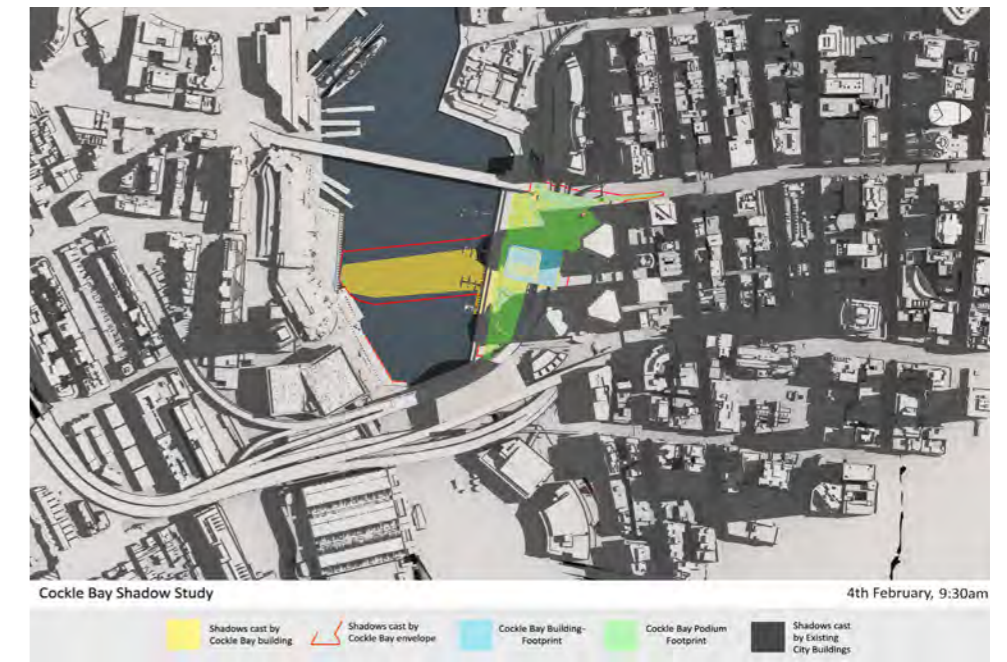 Cockle Bay Shadow Study
4th February, 9:30am
Shadows cast by
Cockle Bay building
Shadows cast by
Cockle Bay envelope
Cockle Bay Building-
Footprint
Cockle Bay Podium
Footprint
Shadows cast
by Existing
City Buildings